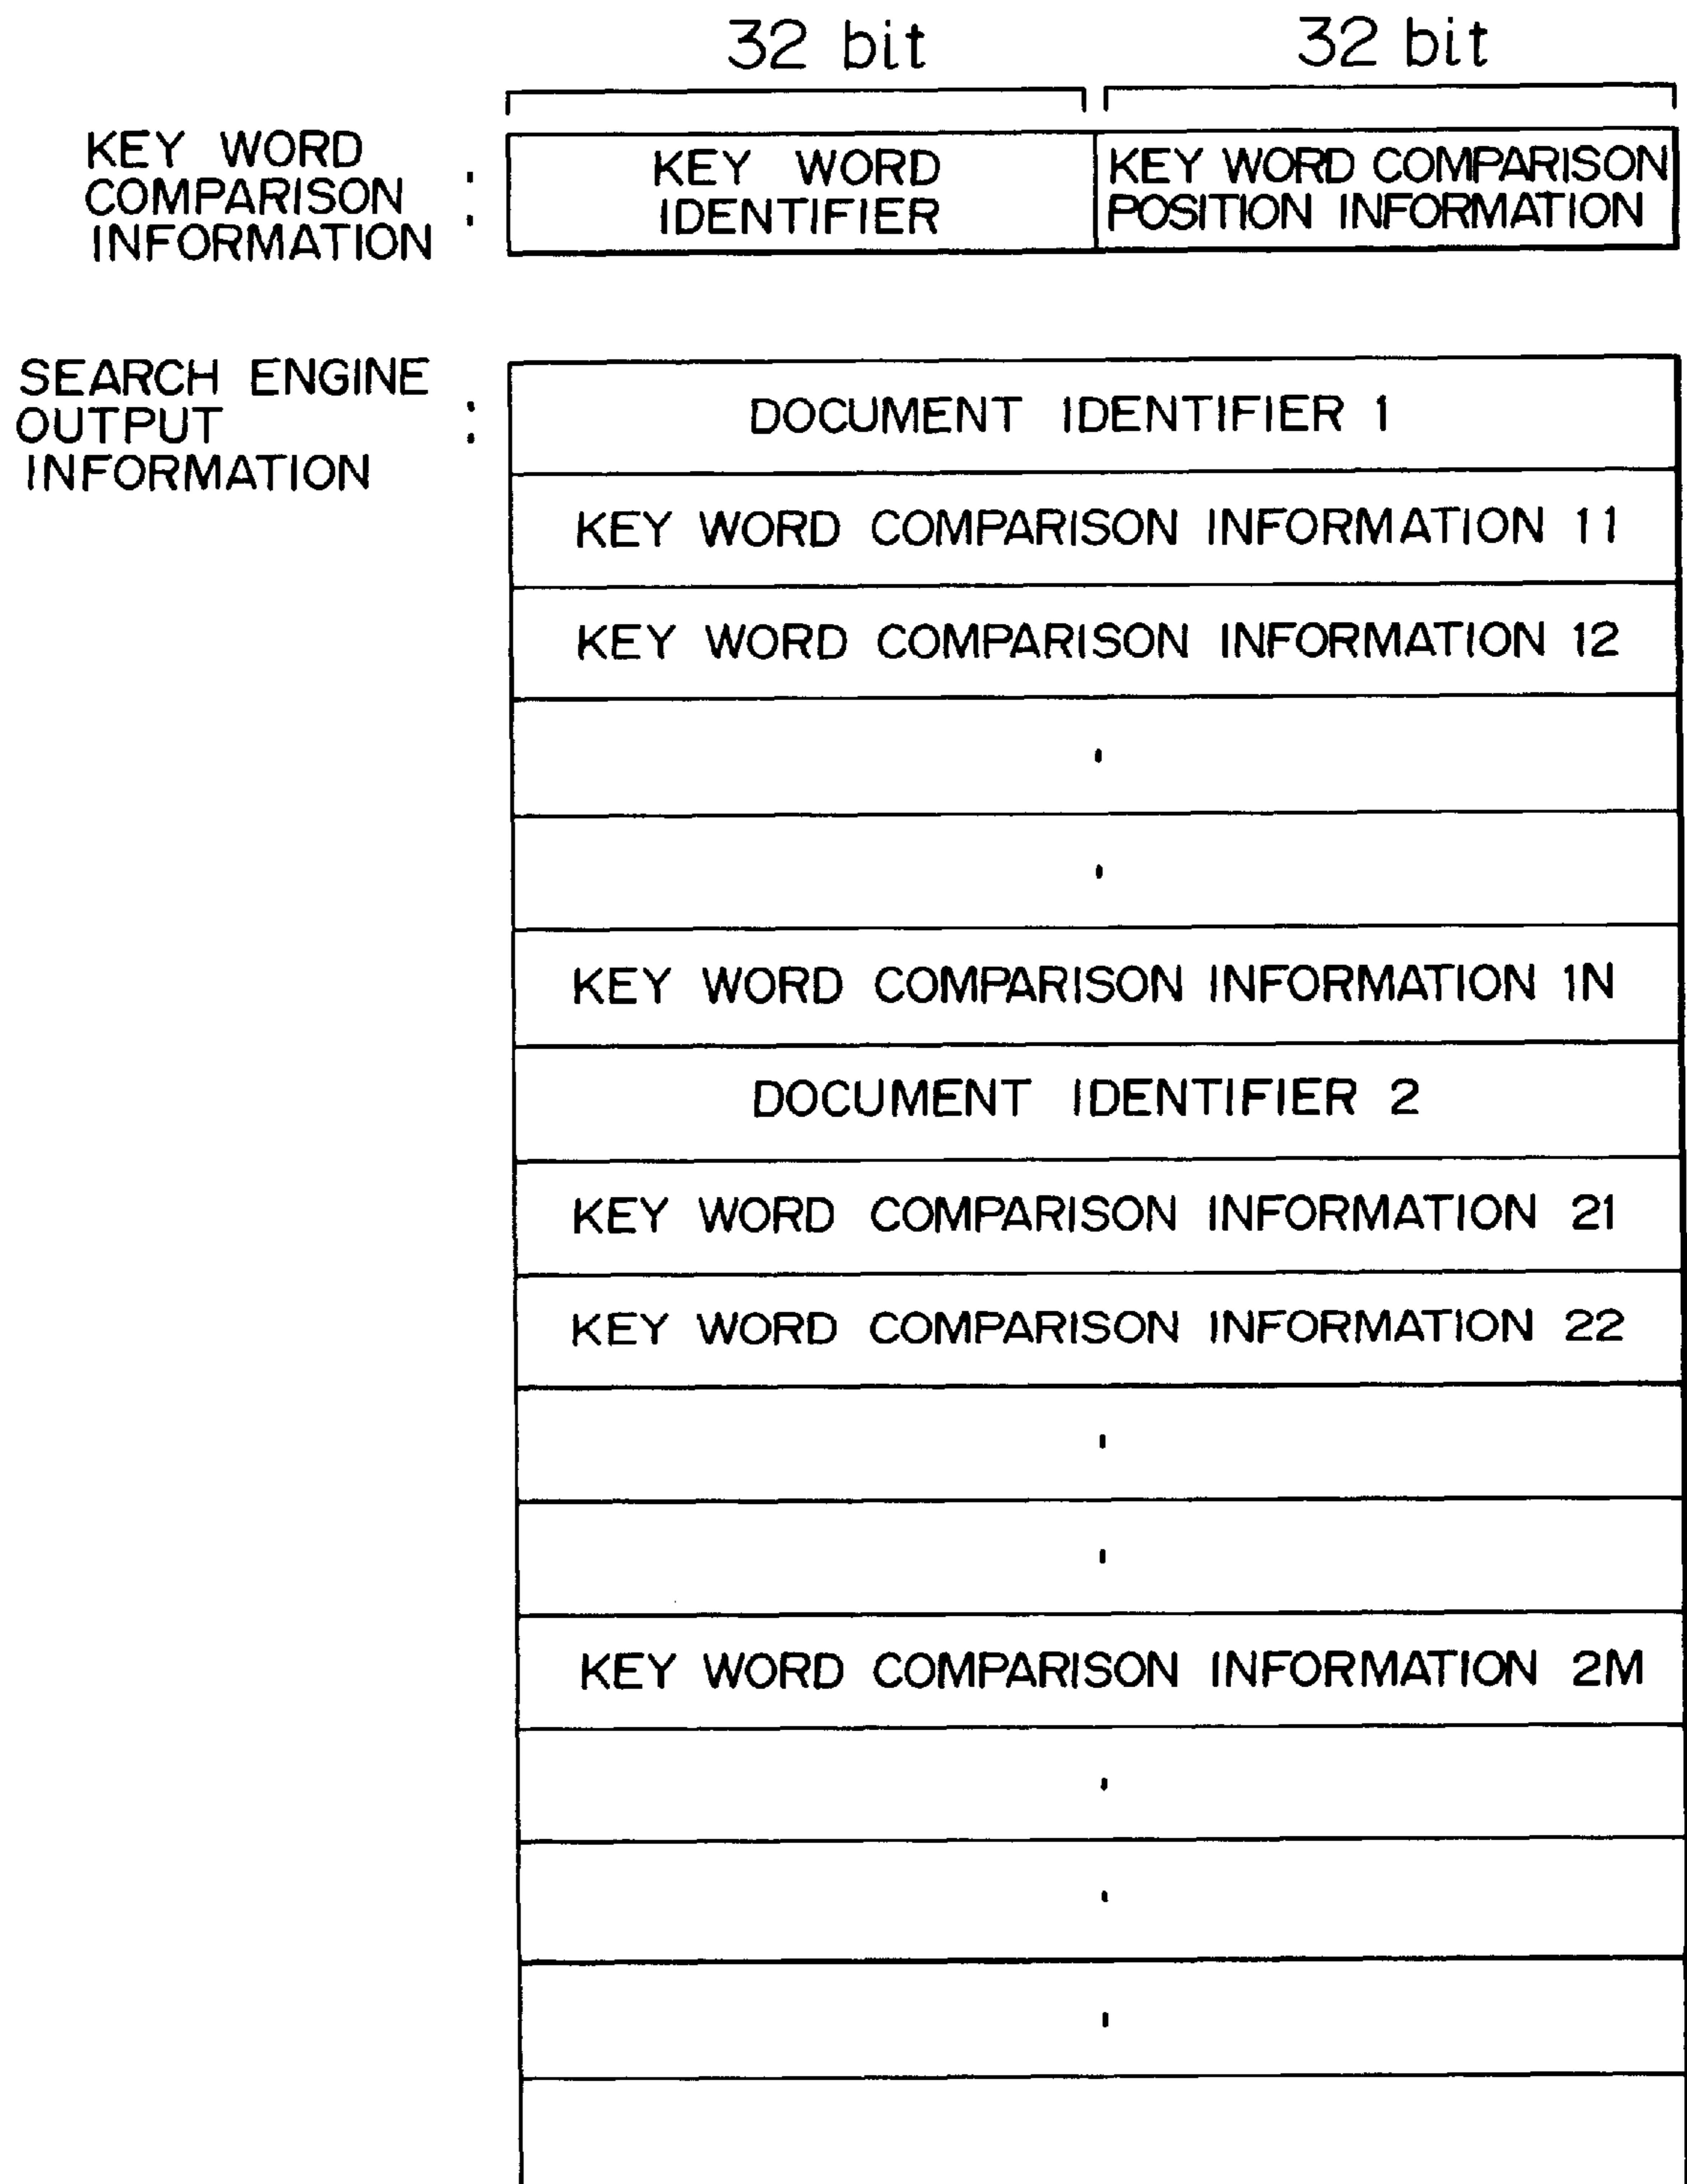 32 bit 32 bit
KEY WORD
COMPARISON :
INFORMATION
KEY WORD
IDENTIFIER
KEY WORD COMPARISON
POSITION INFORMATION
SEARCH ENGINE
OUTPUT :
INFORMATION
DOCUMENT IDENTIFIER 1
KEY WORD COMPARISON INFORMATION 11
KEY WORD COMPARISON INFORMATION 12
KEY WORD COMPARISON INFORMATION 1N
DOCUMENT IDENTIFIER 2
KEY WORD COMPARISON INFORMATION 21
KEY WORD COMPARISON INFORMATION 22
KEY WORD COMPARISON INFORMATION 2M